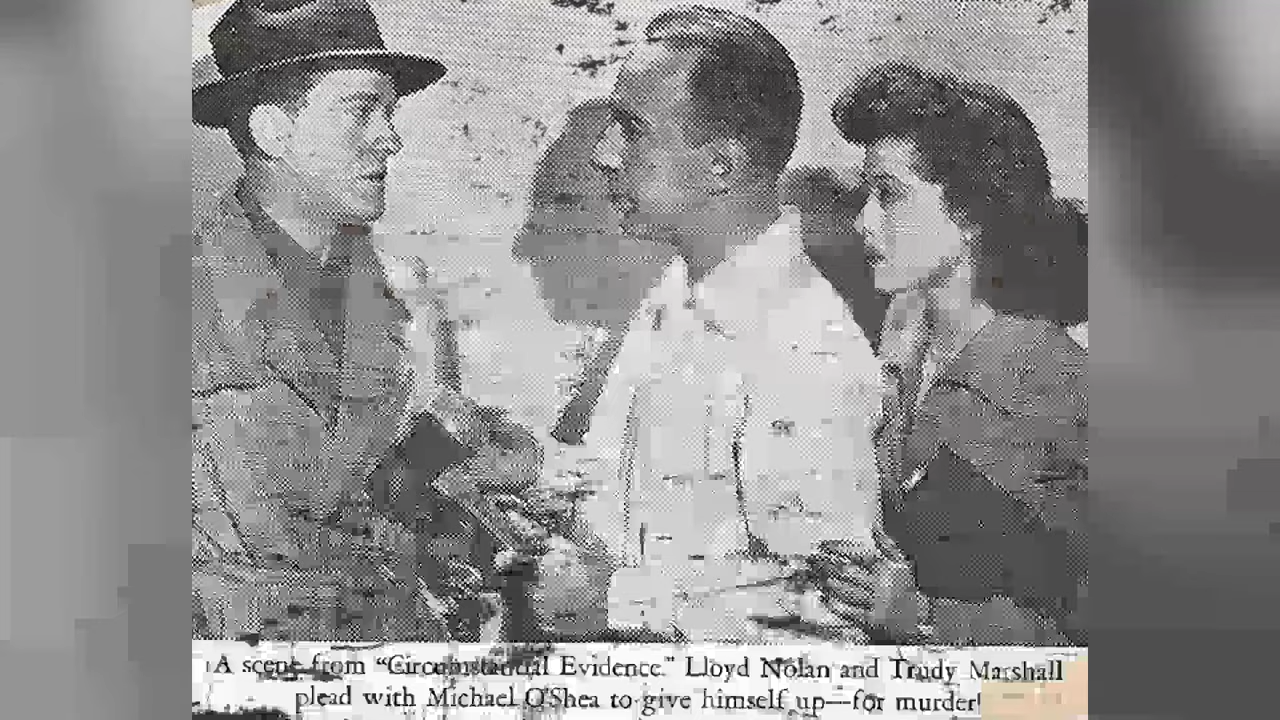 A scene from "Circumstantial Evidence." Lloyd Nolan and Trudy Marshall
plead with Michael O'Shea to give himself up—for murder!